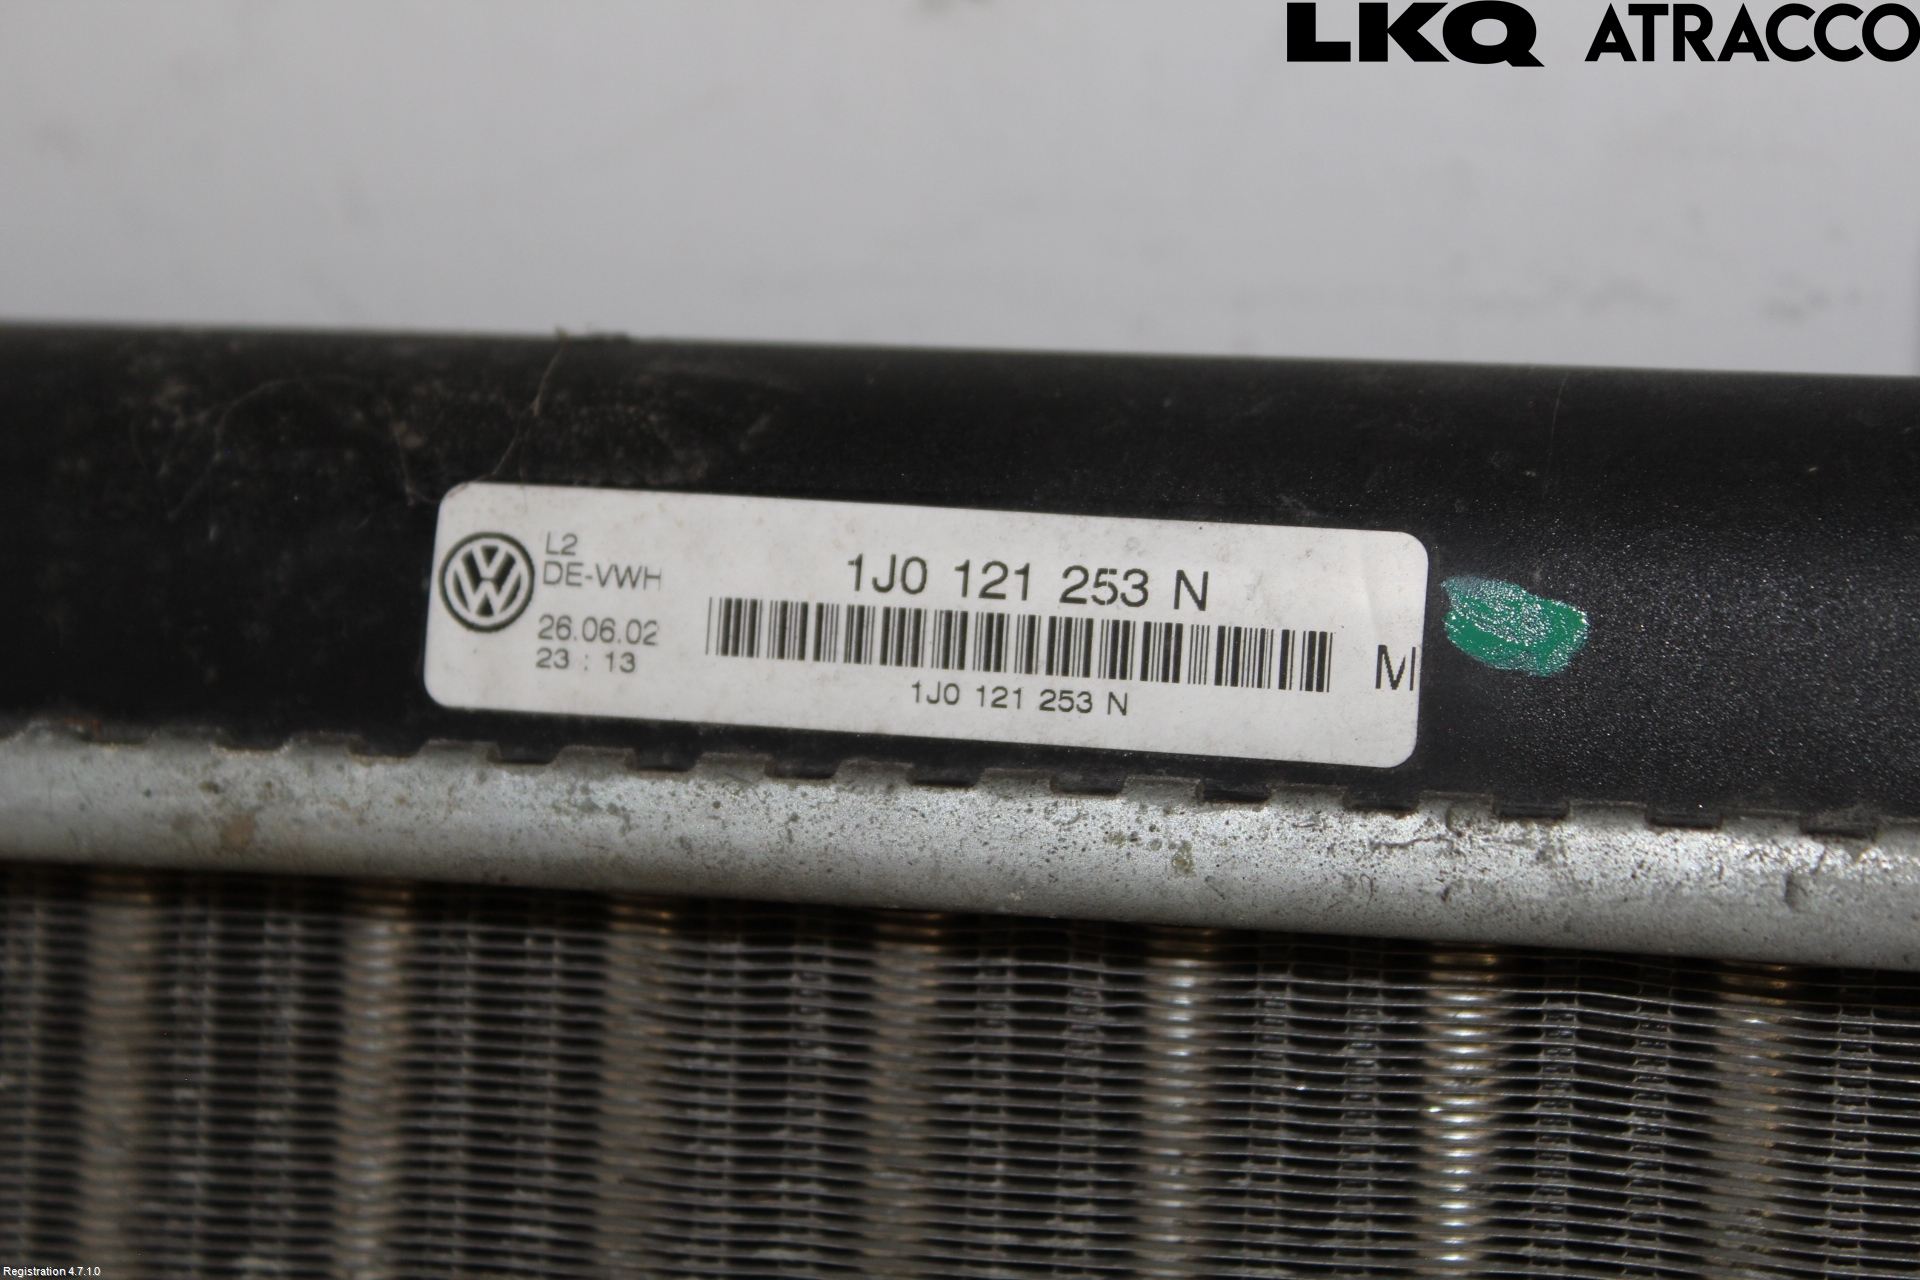 LKQ ATRACCO
L2
DE-VWH
26.06.02
23 : 13
1J0 121 253 N
M
1J0 121 253 N
Registration 4.7.1.0